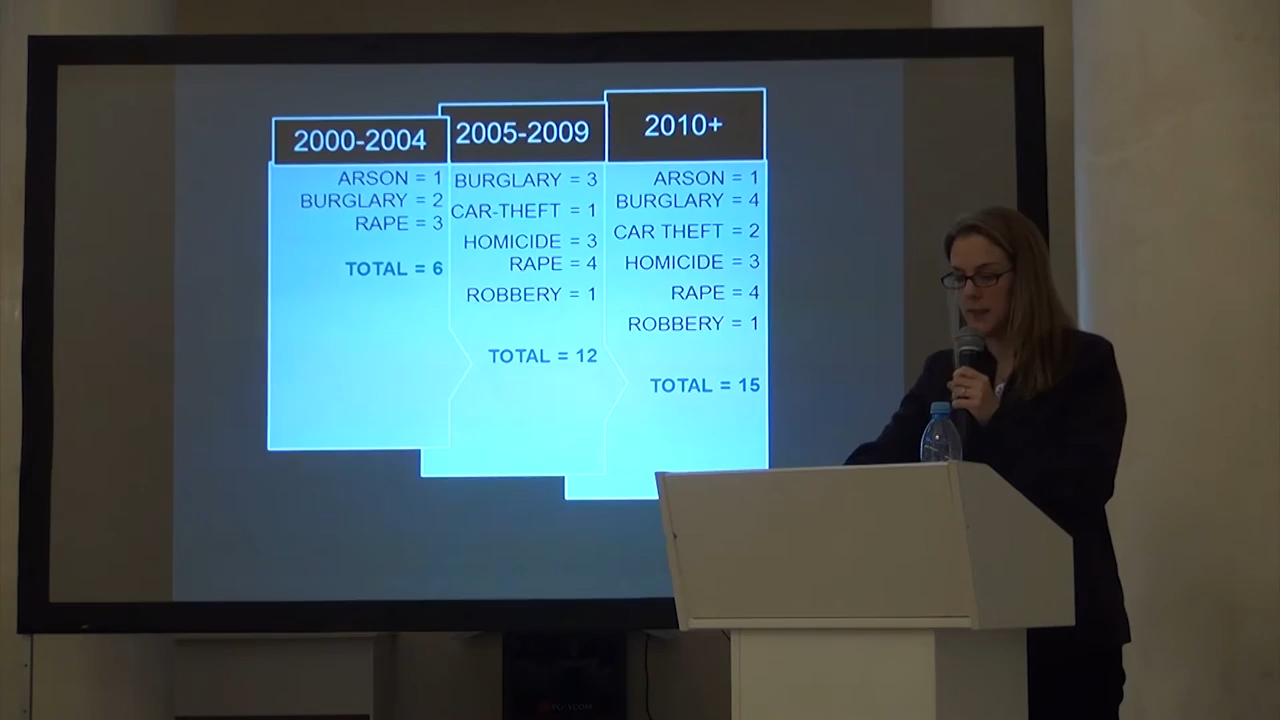 2000-2004
ARSON = 1
BURGLARY = 2
RAPE = 3
TOTAL = 6
2005-2009
BURGLARY = 3
CAR-THEFT = 1
HOMICIDE = 3
RAPE = 4
ROBBERY = 1
TOTAL = 12
2010+
ARSON = 1
BURGLARY = 4
CAR THEFT = 2
HOMICIDE = 3
RAPE = 4
ROBBERY = 1
TOTAL = 15
POLYCOM